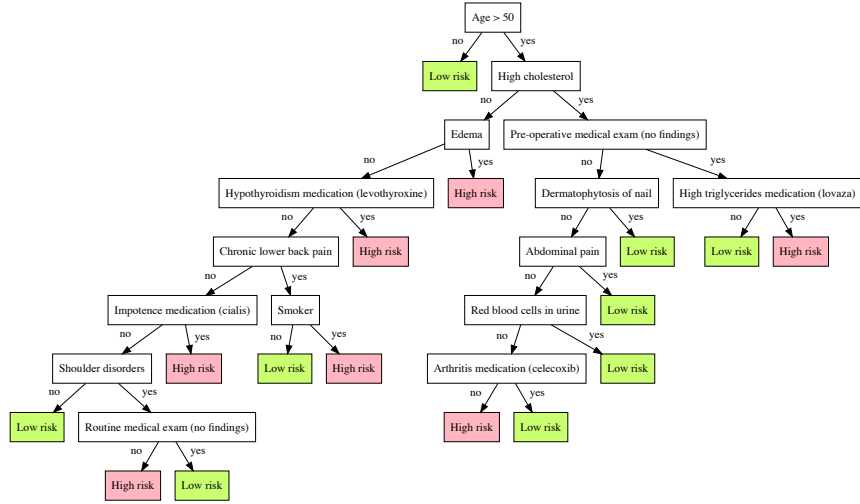 Age > 50
no
yes
Low risk
High cholesterol
no
yes
Edema
Pre-operative medical exam (no findings)
no
yes
no
yes
Hypothyroidism medication (levothyroxine)
High risk
Dermatophytosis of nail
High triglycerides medication (lovaza)
no
yes
no
yes
no
yes
Chronic lower back pain
High risk
Abdominal pain
Low risk
Low risk
High risk
no
yes
no
yes
Impotence medication (cialis)
Smoker
Red blood cells in urine
Low risk
no
yes
no
yes
no
yes
Shoulder disorders
High risk
Low risk
High risk
Arthritis medication (celecoxib)
Low risk
no
yes
no
yes
Low risk
Routine medical exam (no findings)
High risk
Low risk
no
yes
High risk
Low risk